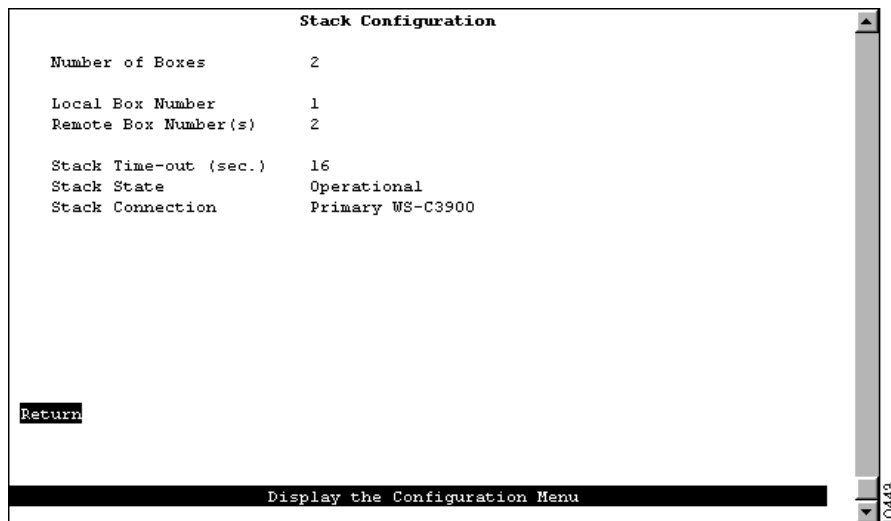 Stack Configuration
Number of Boxes 2
Local Box Number 1
Remote Box Number(s) 2
Stack Time-out (sec.) 16
Stack State Operational
Stack Connection Primary WS-C3900
Return
Display the Configuration Menu